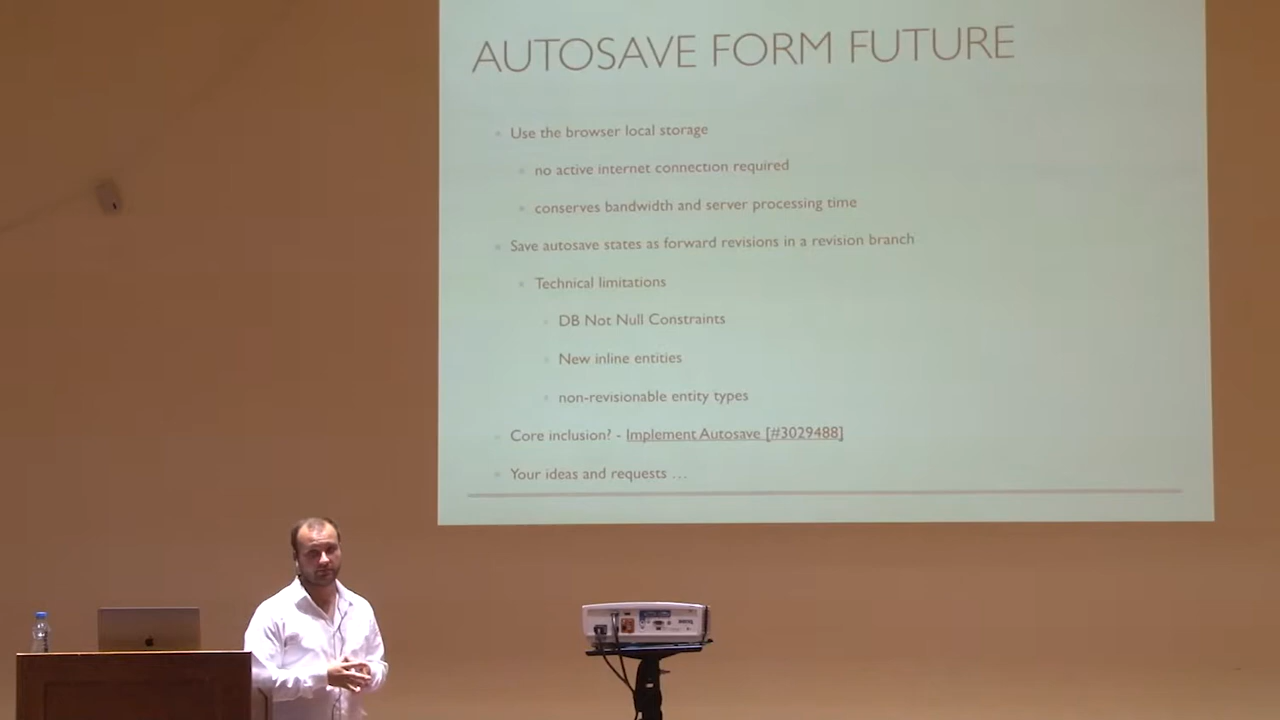 AUTOSAVE FORM FUTURE
Use the browser local storage
no active internet connection required
conserves bandwidth and server processing time
Save autosave states as forward revisions in a revision branch
Technical limitations
DB Not Null Constraints
New inline entities
non-revisionable entity types
Core inclusion? - Implement Autosave [#3029488]
Your ideas and requests …